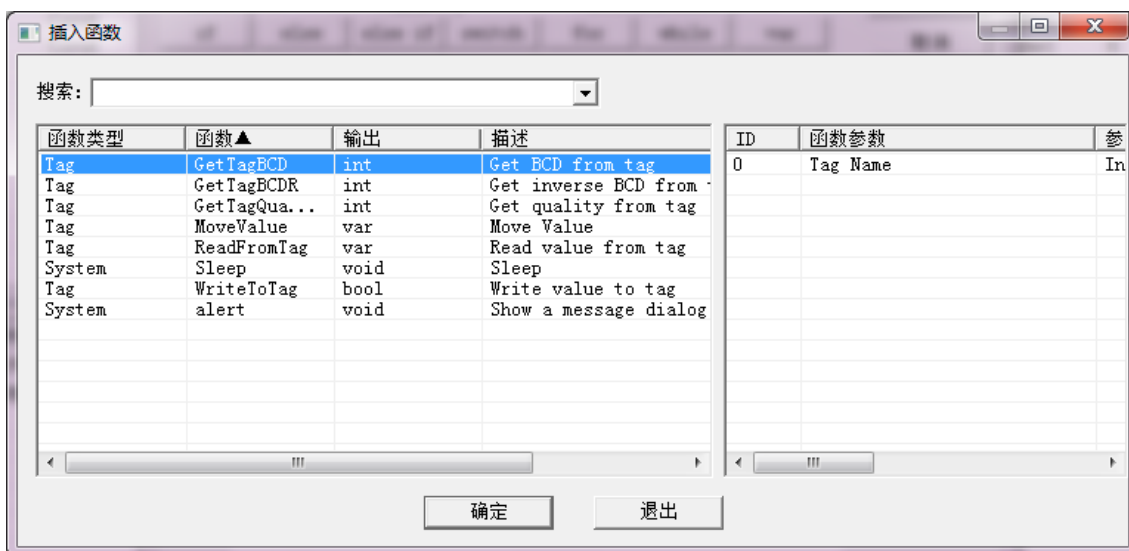 插入函数
搜索:
函数类型 函数▲ 输出 描述 ID 函数参数 参
Tag GetTagBCD int Get BCD from tag 0 Tag Name In
Tag GetTagBCDR int Get inverse BCD from
Tag GetTagQua... int Get quality from tag
Tag MoveValue var Move Value
Tag ReadFromTag var Read value from tag
System Sleep void Sleep
Tag WriteToTag bool Write value to tag
System alert void Show a message dialog
确定 退出